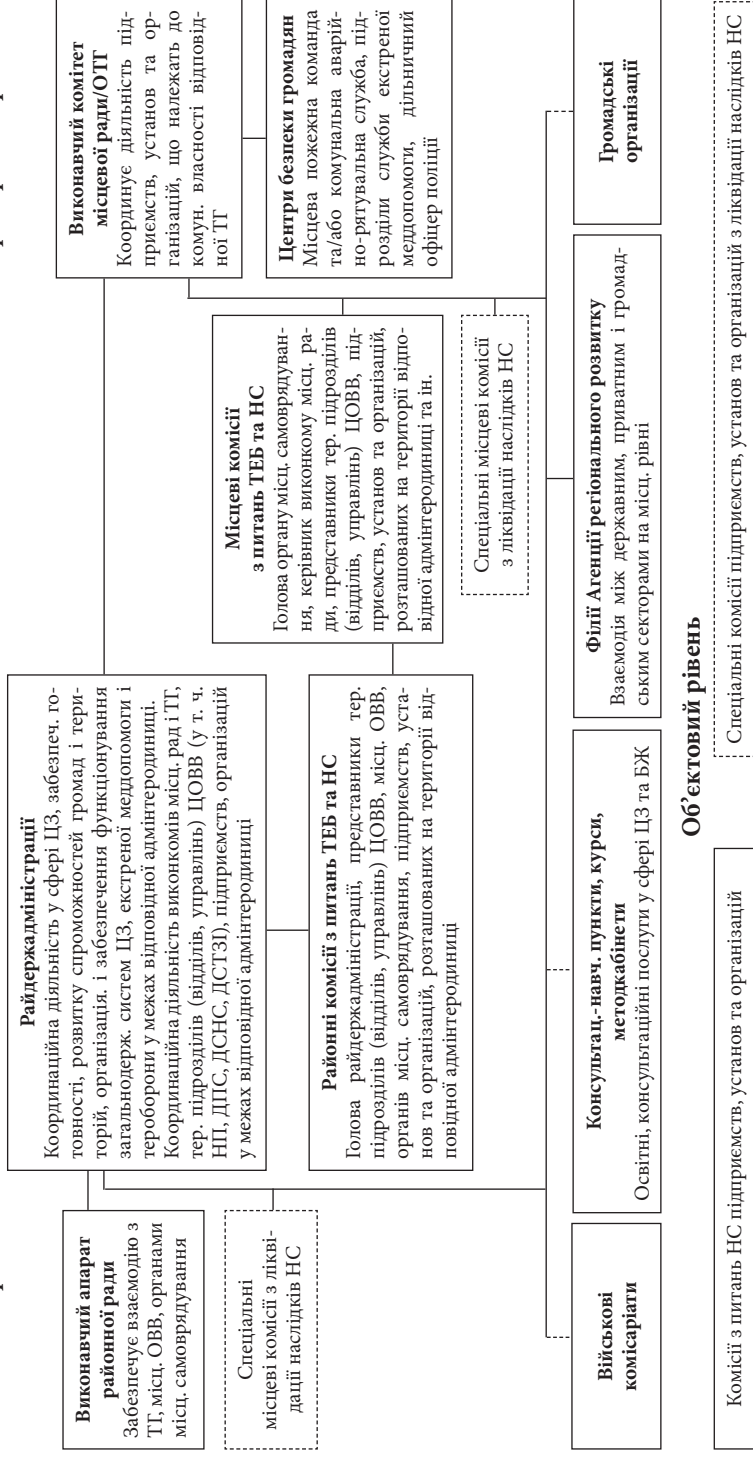 Виконавчий апарат
районної ради
Забезпечує взаємодію з
ТГ, місц. ОВВ, органами
місц. самоврядування
Райдержадміністрації
Координаційна діяльність у сфері ЦЗ, забезпеч. го-
товності, розвитку спроможностей громад і тери-
торій, організація. і забезпечення функціонування
загальнодерж. систем ЦЗ, екстреної меддопомоги і
тероборони у межах відповідної адмінтеродиниці.
Координаційна діяльність виконкомів місц. рад і ТГ,
тер. підрозділів (відділів, управлінь) ЦОВВ (у т. ч.
НП, ДПС, ДСНС, ДСТЗІ), підприємств, організацій
у межах відповідної адмінтеродиниці
Виконавчий комітет
місцевої ради/ОТГ
Координує діяльність під-
приємств, установ та ор-
ганізацій, що належать до
комун. власності відповід-
ної ТГ
Спеціальні
місцеві комісії з лікві-
дації наслідків НС
Районні комісії з питань ТЕБ та НС
Голова райдержадміністрації, представники тер.
підрозділів (відділів, управлінь) ЦОВВ, місц. ОВВ,
органів місц. самоврядування, підприємств, уста-
нов та організацій, розташованих на території від-
повідної адмінтеродиниці
Місцеві комісії
з питань ТЕБ та НС
Голова органу місц. самоврядуван-
ня, керівник виконкому місц. ра-
ди, представники тер. підрозділів
(відділів, управлінь) ЦОВВ, під-
приємств, установ та організацій,
розташованих на території відпо-
відної адмінтеродиниці та ін.
Центри безпеки громадян
Місцева пожежна команда
та/або комунальна аварій-
но-рятувальна служба, під-
розділи служби екстреної
меддопомоги, дільничний
офіцер поліції
Спеціальні місцеві комісії
з ліквідації наслідків НС
Військові
комісаріати
Консультац.-навч. пункти, курси,
методкабінети
Освітні, консультаційні послуги у сфері ЦЗ та БЖ
Філії Агенції регіонального розвитку
Взаємодія між державним, приватним і громад-
ським секторами на місц. рівні
Громадські
організації
Об’єктовий рівень
Комісії з питань НС підприємств, установ та організацій
Спеціальні комісії підприємств, установ та організацій з ліквідації наслідків НС